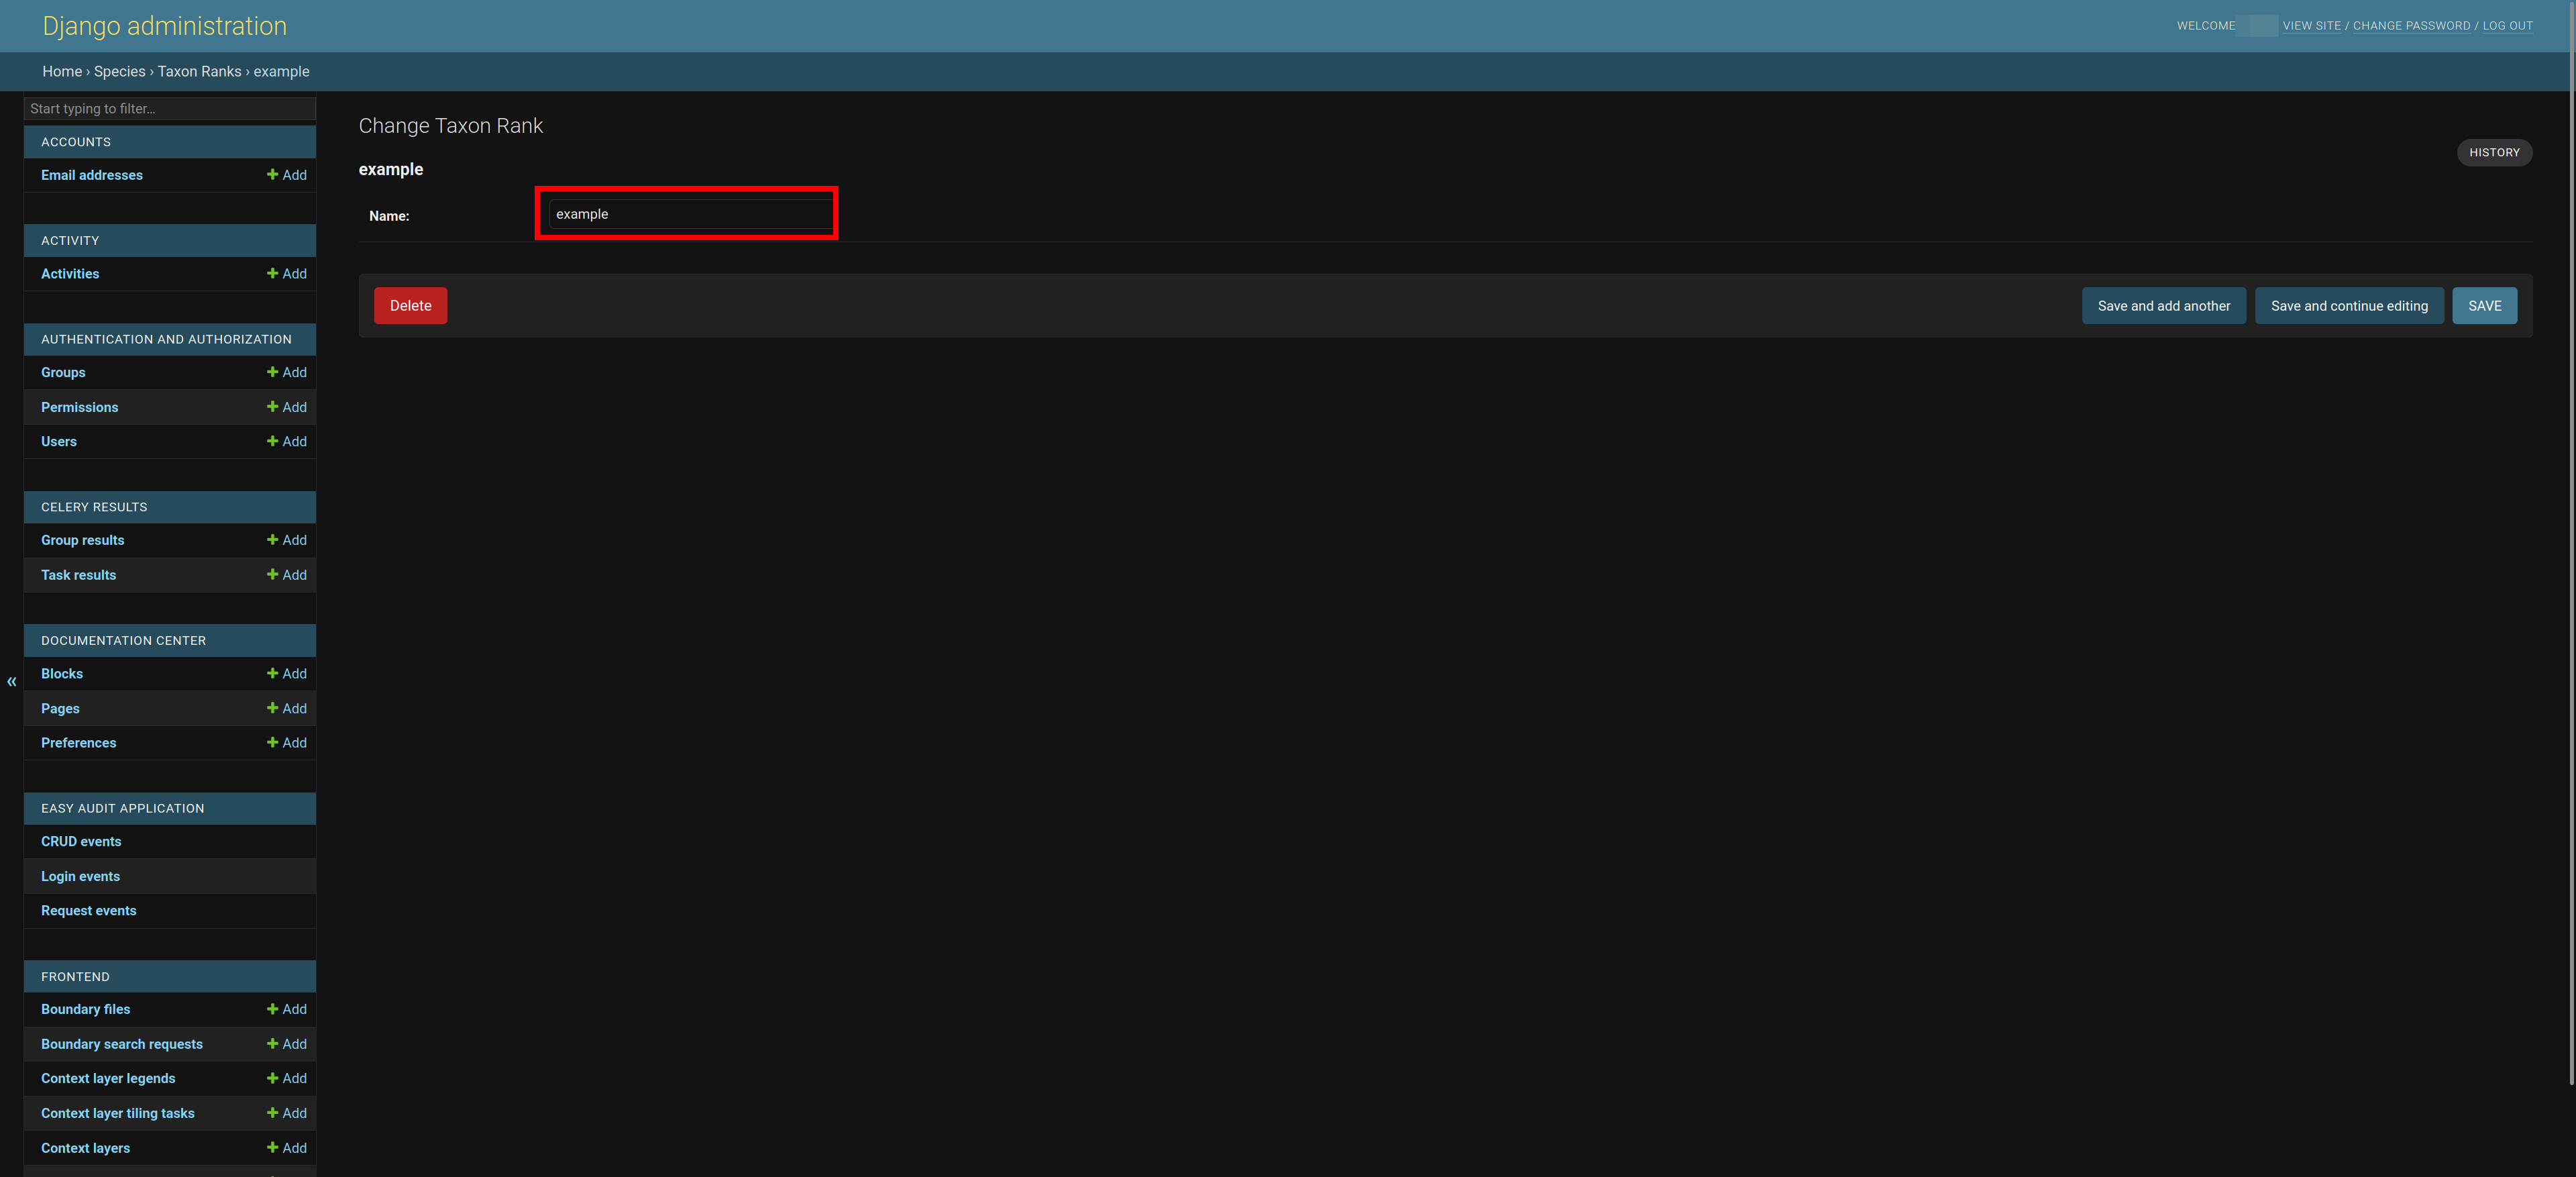 Django administration
WELCOME VIEW SITE / CHANGE PASSWORD / LOG OUT
Home › Species › Taxon Ranks › example
Start typing to filter...
ACCOUNTS
Email addresses Add
ACTIVITY
Activities Add
AUTHENTICATION AND AUTHORIZATION
Groups Add
Permissions Add
Users Add
CELERY RESULTS
Group results Add
Task results Add
DOCUMENTATION CENTER
Blocks Add
Pages Add
Preferences Add
EASY AUDIT APPLICATION
CRUD events
Login events
Request events
FRONTEND
Boundary files Add
Boundary search requests Add
Context layer legends Add
Context layer tiling tasks Add
Context layers Add
Change Taxon Rank
HISTORY
example
Name: example
Delete Save and add another Save and continue editing SAVE